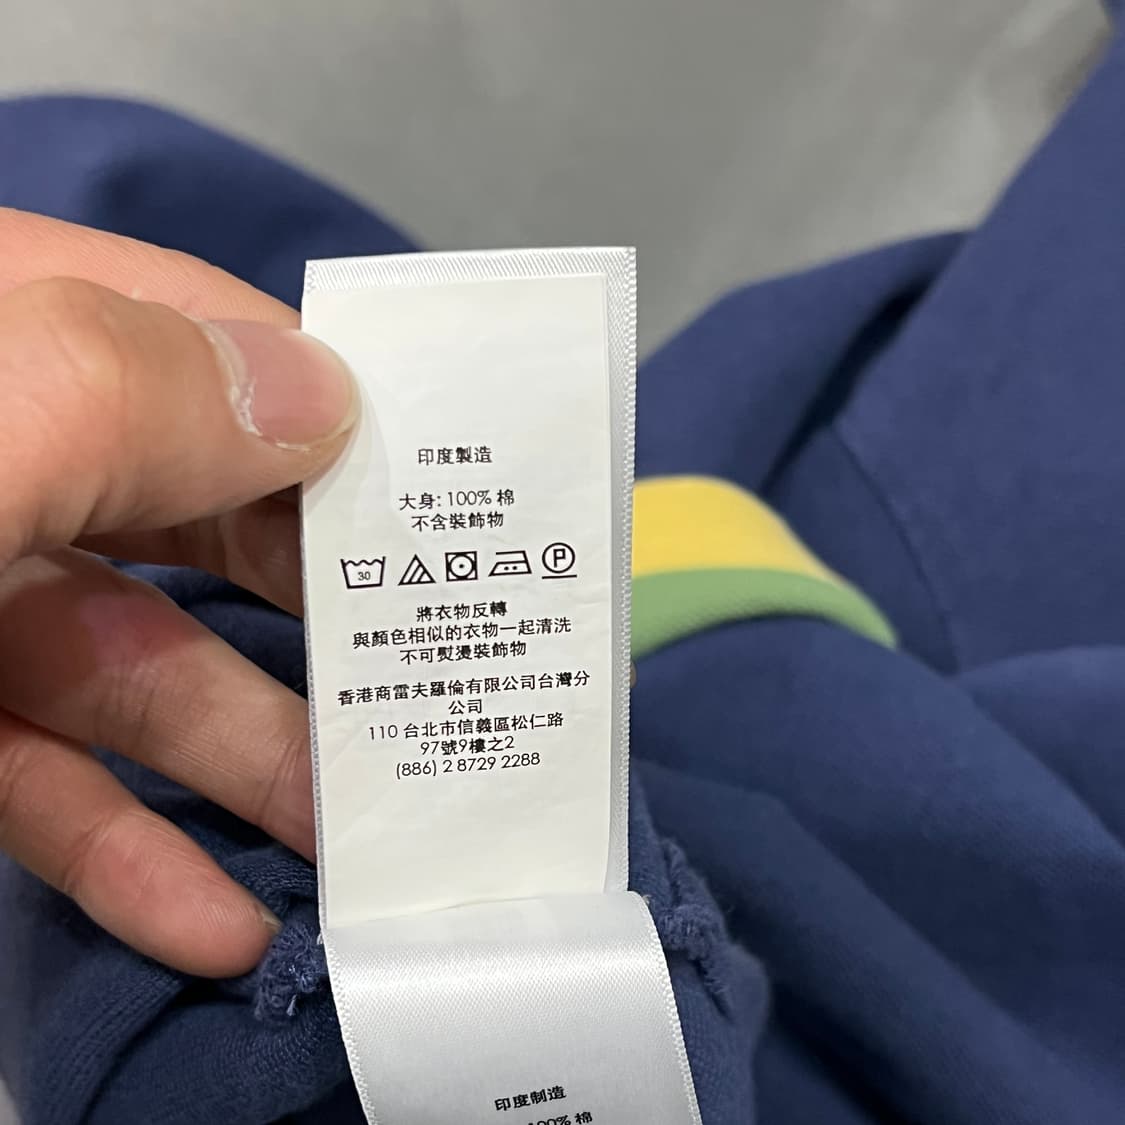 印度製造
大身: 100% 棉
不含裝飾物
30
P
將衣物反轉
與顏色相似的衣物一起清洗
不可熨燙裝飾物
香港商雷夫羅倫有限公司台灣分
公司
110 台北市信義區松仁路
97號9樓之2
(886) 2 8729 2288
印度制造
100% 棉